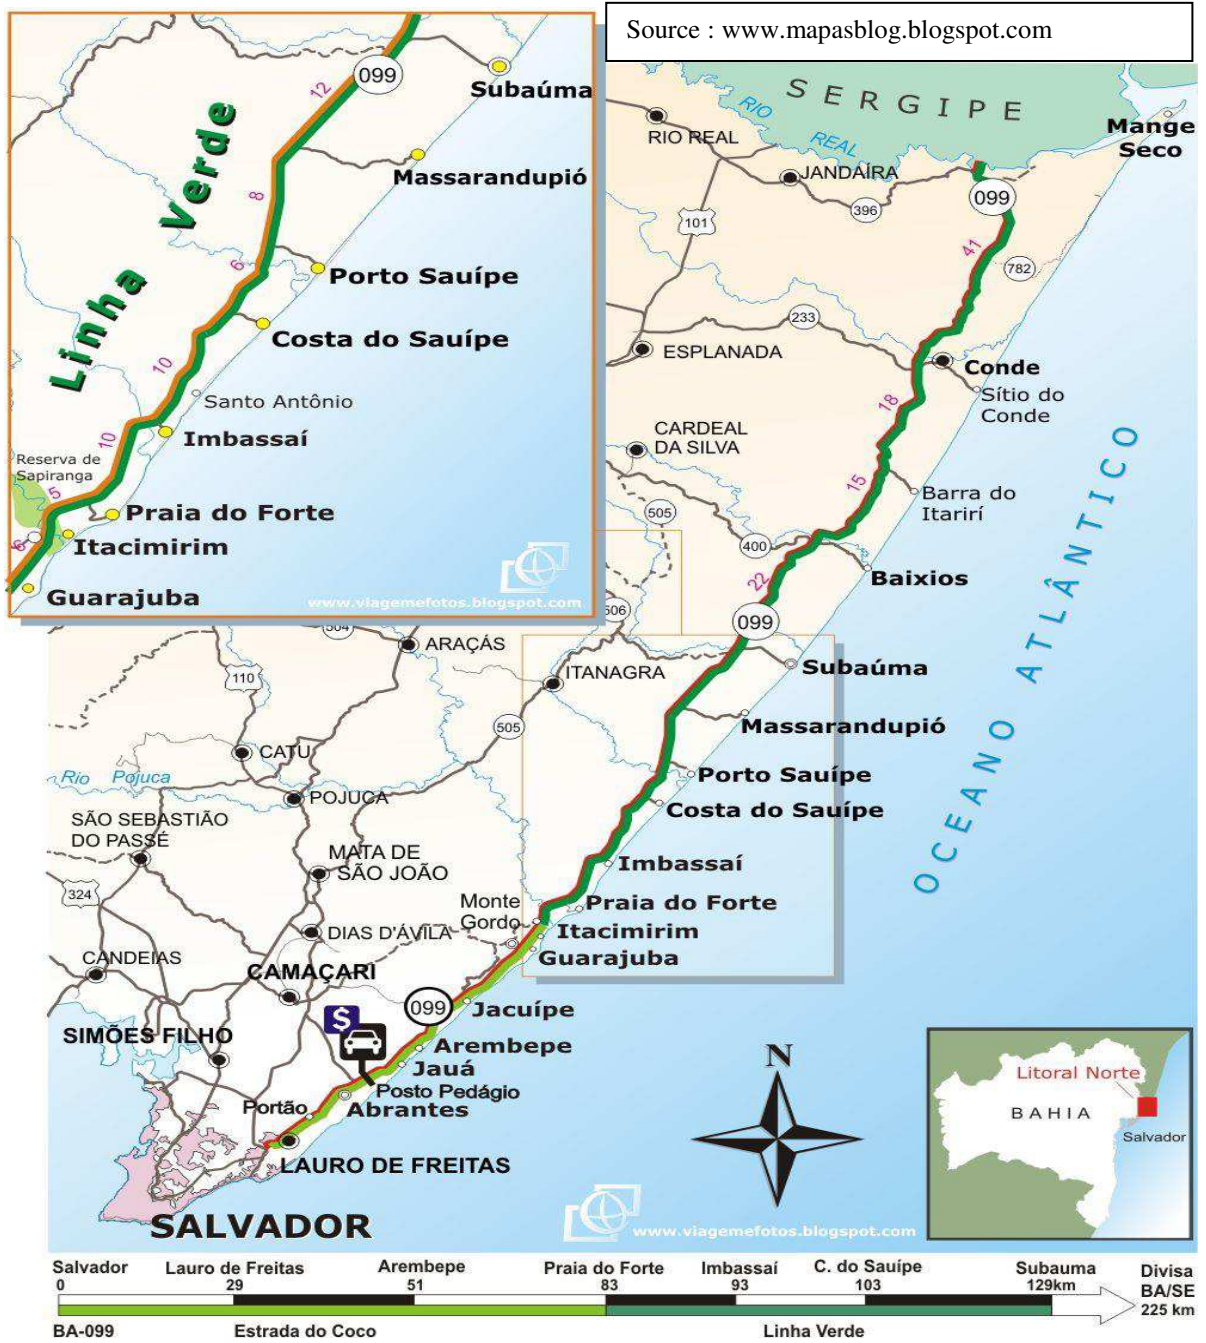 Source : www.mapasblog.blogspot.com
099
Subaúma
12
Linha Verde
Massarandupió
8
6
Porto Sauípe
Costa do Sauípe
10
Santo Antônio
Imbassaí
10
Reserva de
Sapiranga
5
Praia do Forte
6
Itacimirim
Guarajuba
www.viagemefotos.blogspot.com
SERGIPE
RIO
REAL
RIO REAL
Mange
Seco
JANDAÍRA
099
396
101
41
782
233
ESPLANADA
Conde
Sítio do
Conde
18
CARDEAL
DA SILVA
15
Barra do
Itarirí
505
400
Baixios
22
OCEANO ATLÂNTICO
506
099
504
ARAÇÁS
ITANAGRA
Subaúma
110
505
Massarandupió
CATU
Rio Pojuca
Porto Sauípe
POJUCA
Costa do Sauípe
SÃO SEBASTIÃO
DO PASSÉ
MATA DE
SÃO JOÃO
Imbassaí
324
Monte
Gordo
Praia do Forte
Itacimirim
DIAS D'ÁVILA
Guarajuba
CANDEIAS
CAMAÇARI
099
Jacuípe
$
SIMÕES FILHO
Arembepe
Jauá
Posto Pedágio
Portão
Abrantes
LAURO DE FREITAS
SALVADOR
N
Litoral Norte
BAHIA
Salvador
www.viagemefotos.blogspot.com
Salvador Lauro de Freitas Arembepe Praia do Forte Imbassaí C. do Sauípe Subauma Divisa
BA/SE
0 29 51 83 93 103 129km 225 km
BA-099 Estrada do Coco Linha Verde